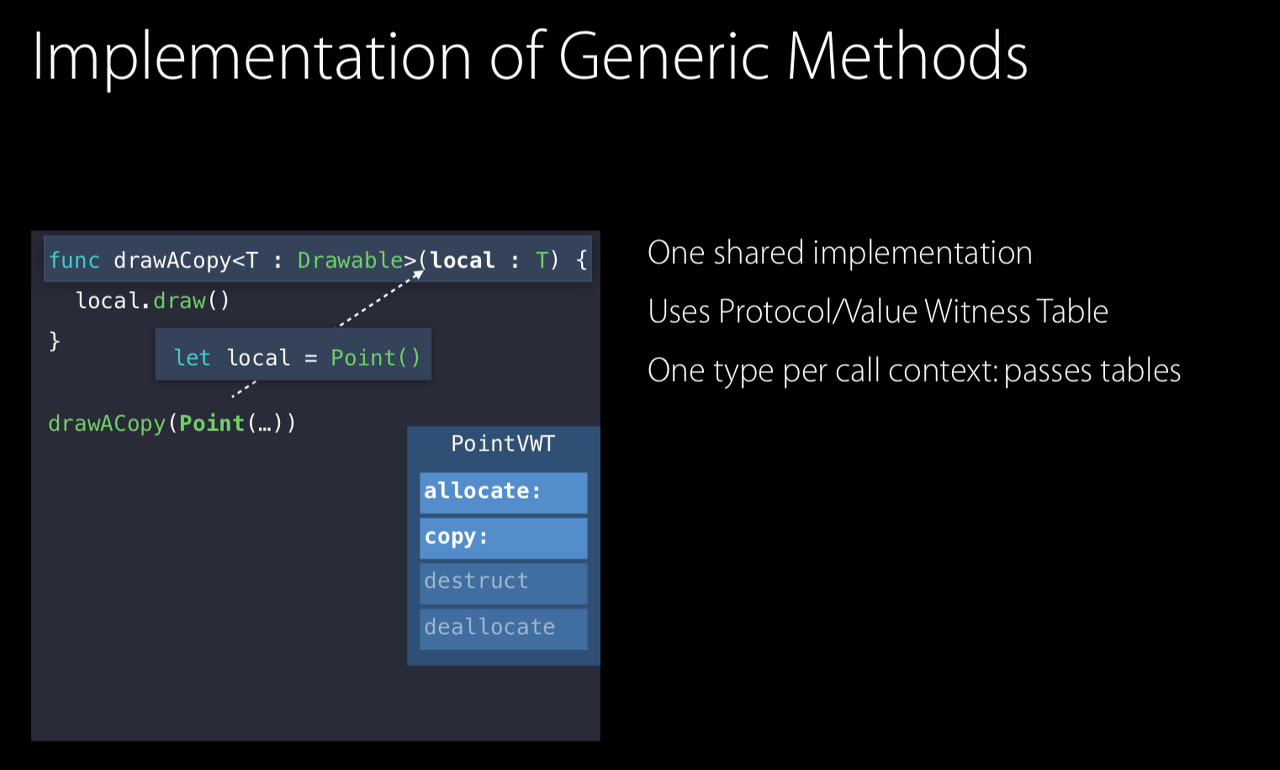 Implementation of Generic Methods
func drawACopy<T : Drawable>(local : T) {
local.draw()
}
let local = Point()
drawACopy(Point(…))
PointVWT
allocate:
copy:
destruct
deallocate
One shared implementation
Uses Protocol/Value Witness Table
One type per call context: passes tables